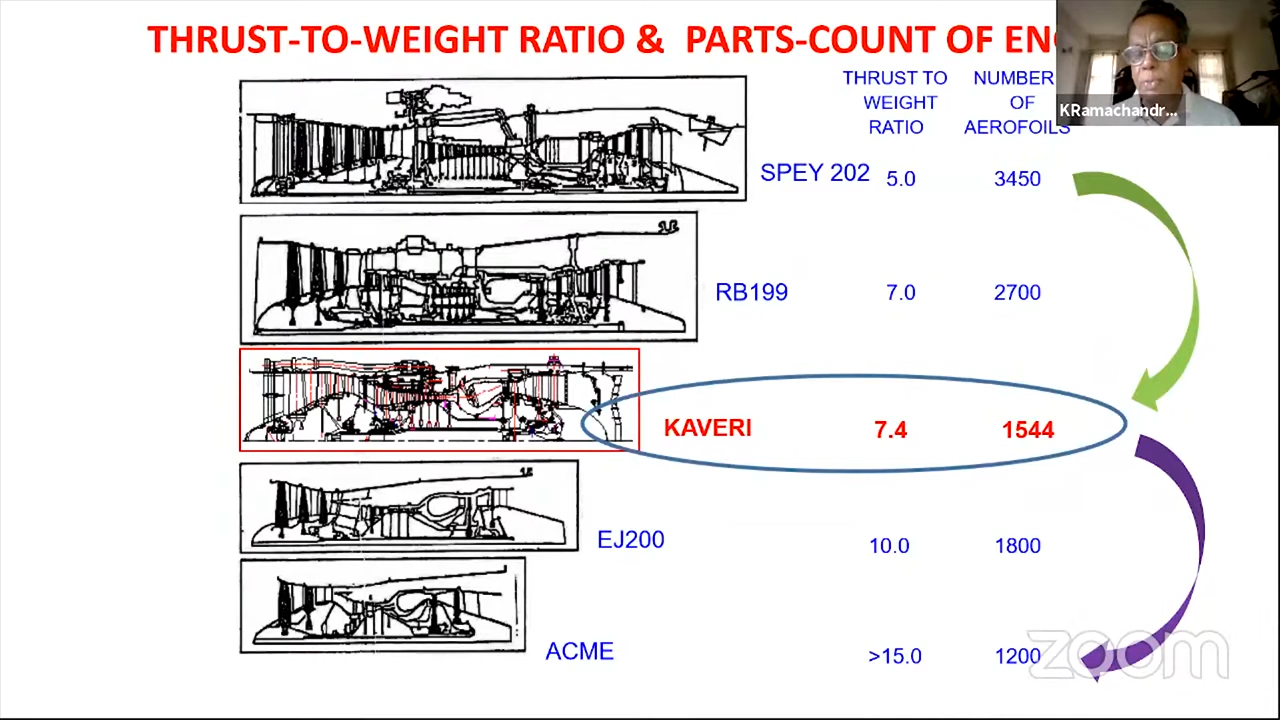 THRUST-TO-WEIGHT RATIO & PARTS-COUNT OF
KRamachandr...
THRUST TO
WEIGHT
RATIO
NUMBER
OF
AEROFOILS
SPEY 202 5.0 3450
RB199 7.0 2700
KAVERI 7.4 1544
EJ200 10.0 1800
ACME >15.0 1200
zoom